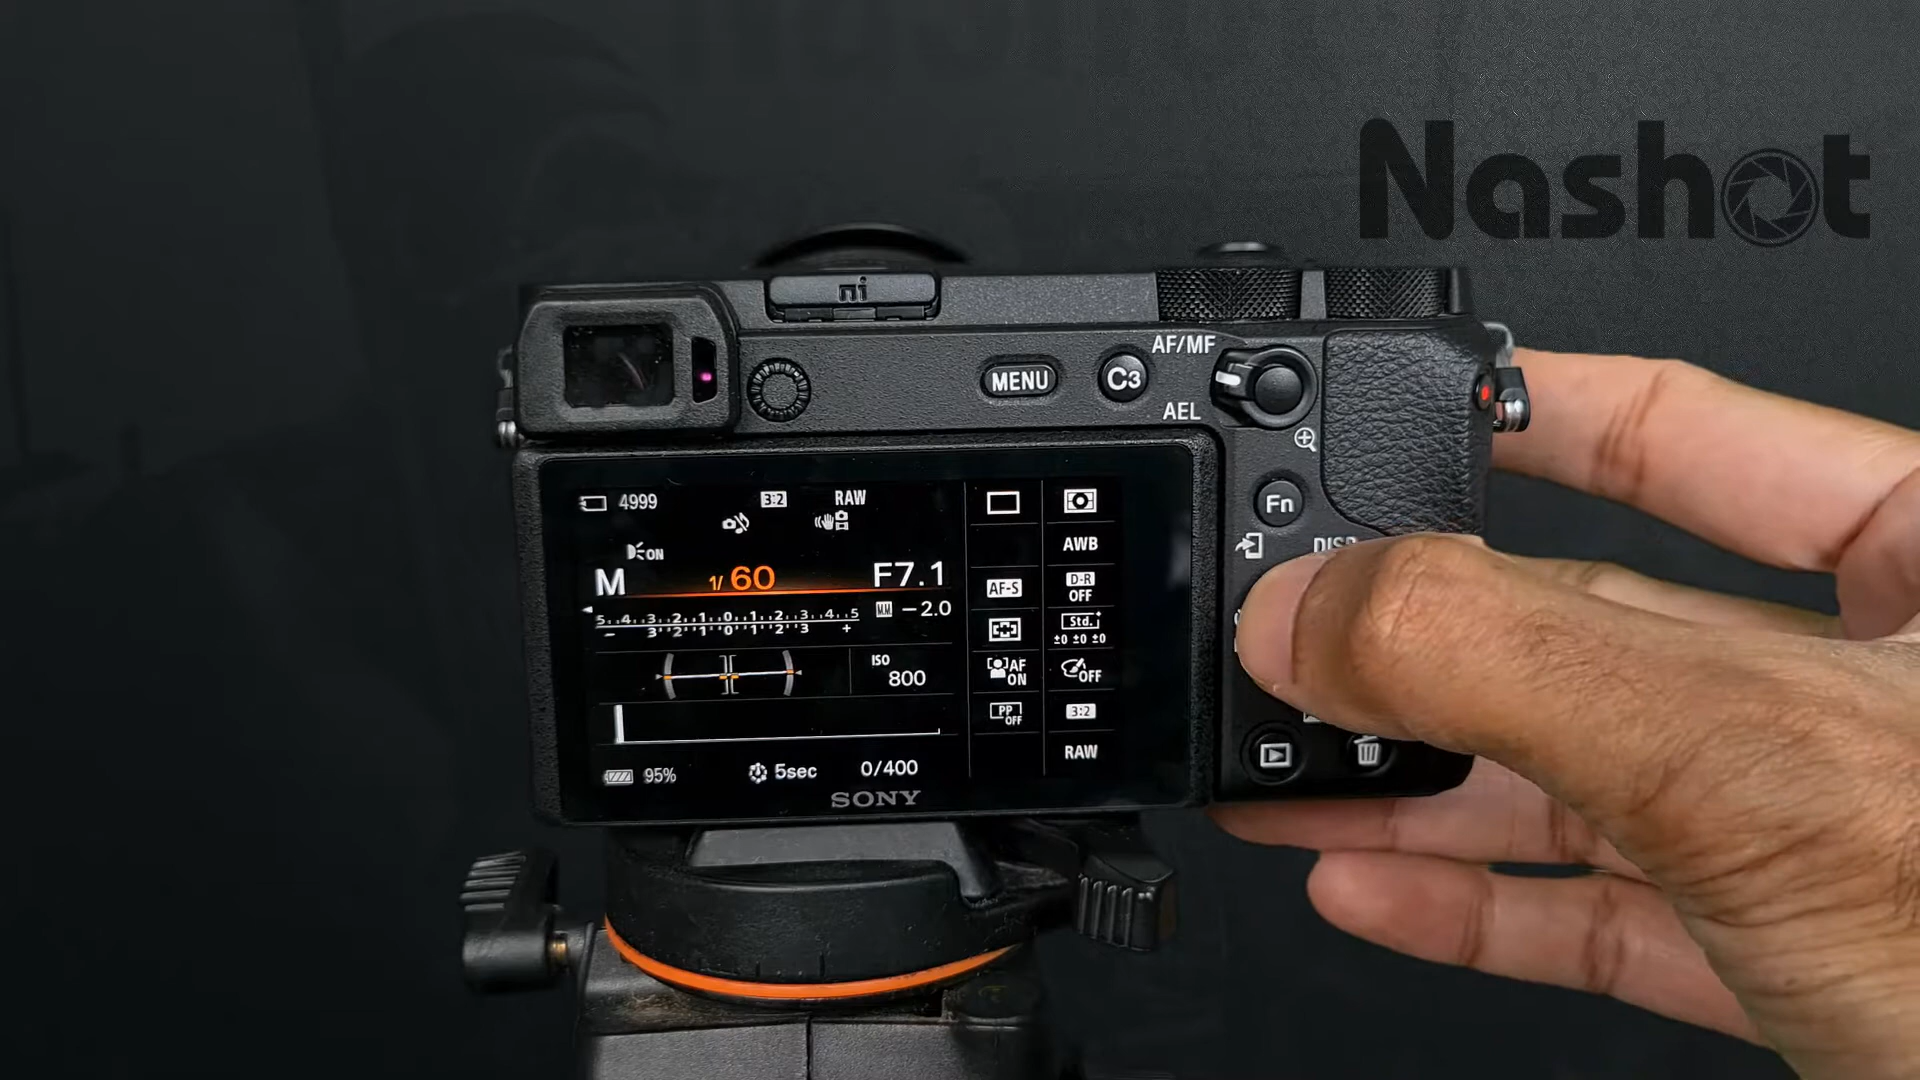 Nashot
MENU
C3
AF/MF
AEL
Fn
DISP
4999
3:2
RAW
ON
M
1/60
F7.1
5..4..3..2..1..0..1..2..3..4..5
- 3 2 1 0 1 2 3 +
M.M.
-2.0
ISO
800
95%
5sec
0/400
AWB
AF-S
D-R
OFF
Std.
±0 ±0 ±0
AF
ON
OFF
PP
OFF
3:2
RAW
SONY